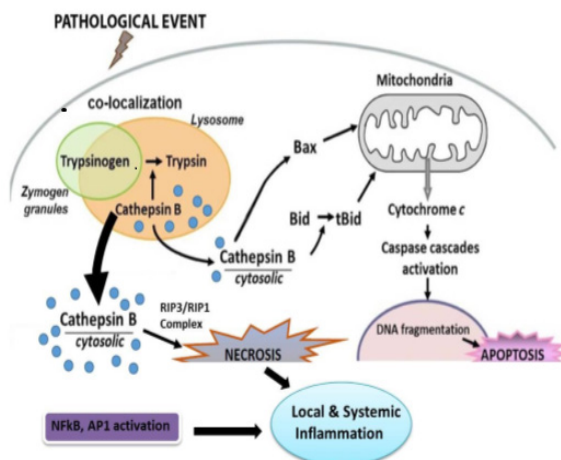 PATHOLOGICAL EVENT
co-localization
Lysosome
Trypsinogen
Trypsin
Zymogen
granules
Cathepsin B
Mitochondria
Bax
Bid
tBid
Cathepsin B
cytosolic
Cytochrome c
Caspase cascades
activation
DNA fragmentation
APOPTOSIS
Cathepsin B
cytosolic
RIP3/RIP1
Complex
NECROSIS
NFkB, AP1 activation
Local & Systemic
Inflammation